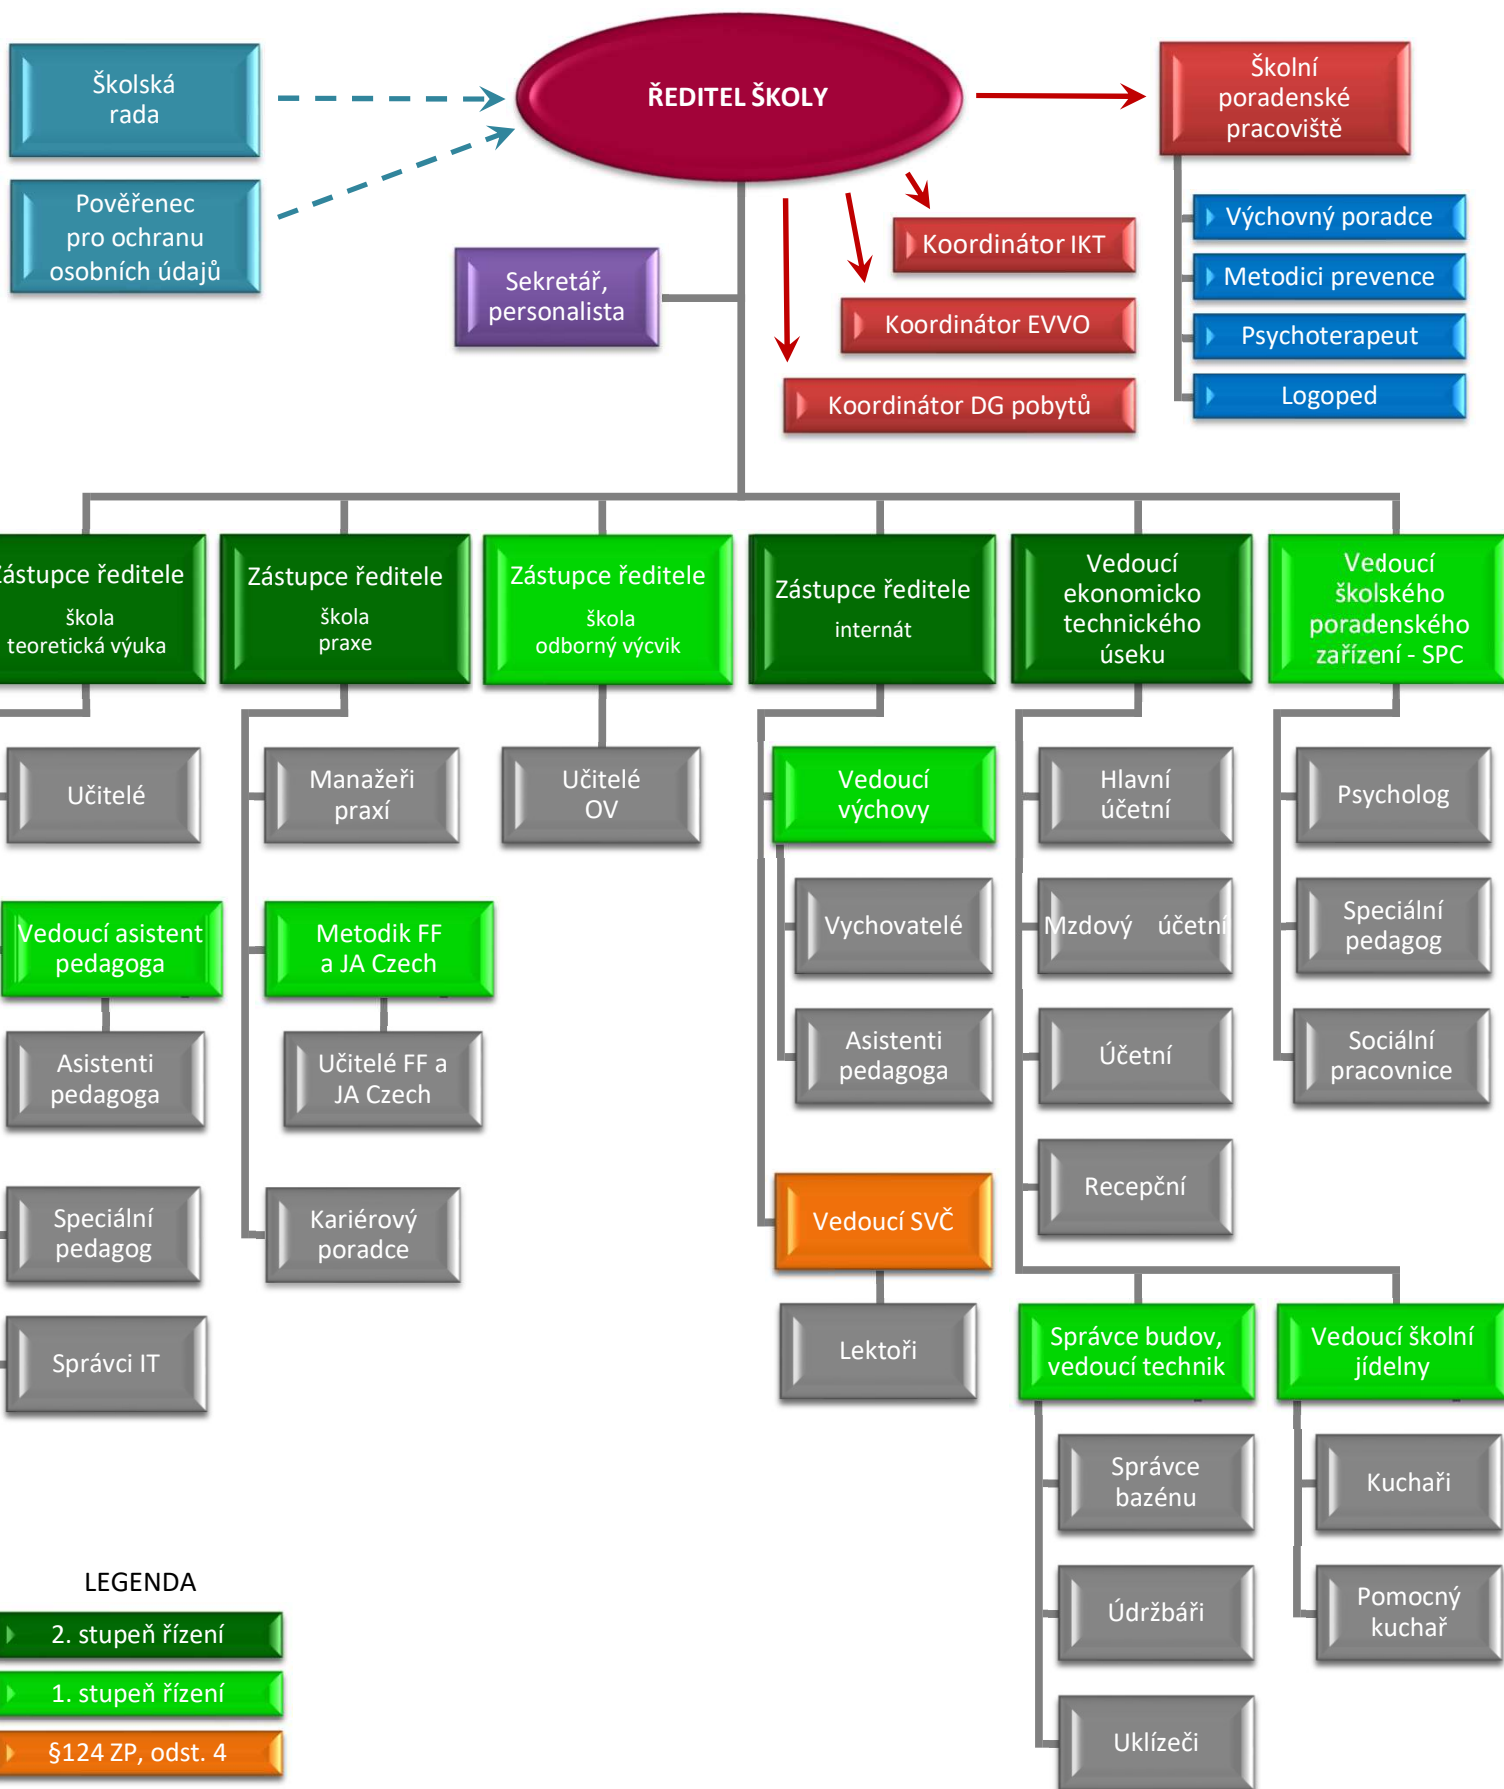 Školská
rada
ŘEDITEL ŠKOLY
Školní
poradenské
pracoviště
Pověřenec
pro ochranu
osobních údajů
Sekretář,
personalista
Koordinátor IKT
Koordinátor EVVO
Koordinátor DG pobytů
Výchovný poradce
Metodici prevence
Psychoterapeut
Logoped
Zástupce ředitele
škola
teoretická výuka
Zástupce ředitele
škola
praxe
Zástupce ředitele
škola
odborný výcvik
Zástupce ředitele
internát
Vedoucí
ekonomicko
technického
úseku
Vedoucí
školského
poradenského
zařízení - SPC
Učitelé
Vedoucí asistent
pedagoga
Asistenti
pedagoga
Speciální
pedagog
Správci IT
Manažeři
praxí
Metodik FF
a JA Czech
Učitelé FF a
JA Czech
Kariérový
poradce
Učitelé
OV
Vedoucí
výchovy
Vychovatelé
Asistenti
pedagoga
Vedoucí SVČ
Lektoři
Hlavní
účetní
Mzdový účetní
Účetní
Recepční
Správce budov,
vedoucí technik
Správce
bazénu
Údržbáři
Uklízeči
Psycholog
Speciální
pedagog
Sociální
pracovnice
Vedoucí školní
jídelny
Kuchaři
Pomocný
kuchař
LEGENDA
2. stupeň řízení
1. stupeň řízení
§124 ZP, odst. 4